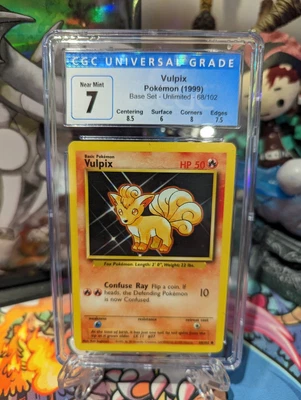 CGC UNIVERSAL GRADE
Near Mint
7
Vulpix
Pokémon (1999)
Base Set - Unlimited - 68/102
Centering Surface Corners Edges
8.5 6 8 7.5
Basic Pokémon
Vulpix HP 50
Fox Pokémon. Length: 2' 0", Weight: 22 lbs.
Confuse Ray Flip a coin. If
heads, the Defending Pokémon
is now Confused.
10